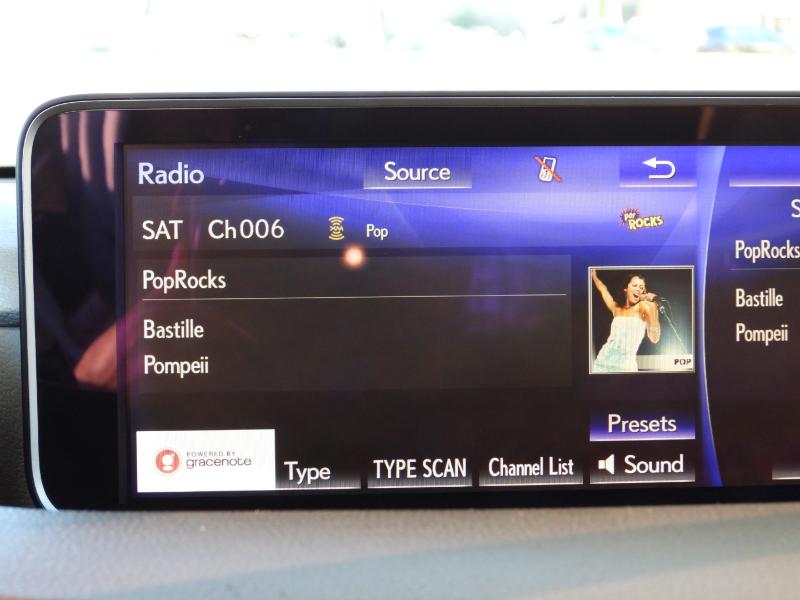 Radio
Source
SAT Ch006
XM
Pop
POP ROCKS
PopRocks
Bastille
Pompeii
POP
Presets
POWERED BY
gracenote
Type
TYPE SCAN
Channel List
Sound
S
PopRocks
Bastille
Pompeii